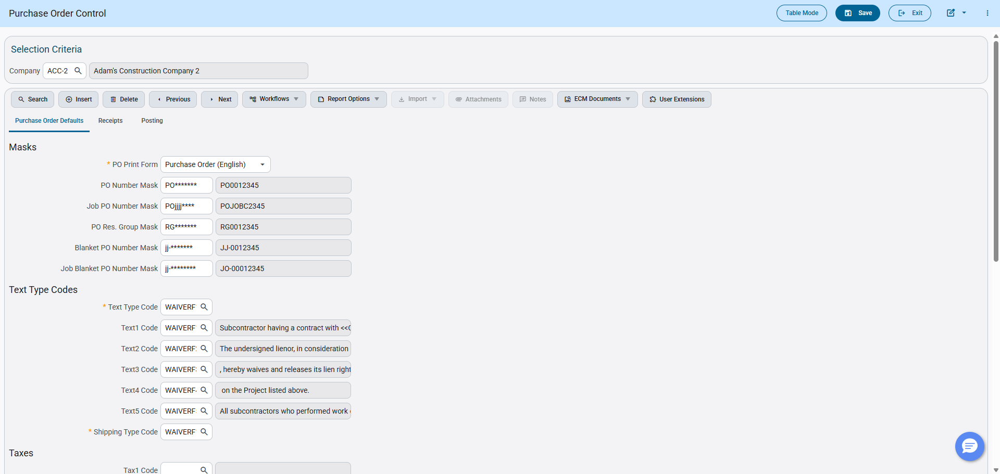 Purchase Order Control
Table Mode
Save
Exit
Selection Criteria
Company ACC-2 Adam's Construction Company 2
Search Insert Delete Previous Next Workflows Report Options Import Attachments Notes ECM Documents User Extensions
Purchase Order Defaults Receipts Posting
Masks
* PO Print Form Purchase Order (English)
PO Number Mask PO******* PO0012345
Job PO Number Mask POjjjj**** POJOBC2345
PO Res. Group Mask RG******* RG0012345
Blanket PO Number Mask jj-******* JJ-0012345
Job Blanket PO Number Mask jj-******** JO-00012345
Text Type Codes
* Text Type Code WAIVERF
Text1 Code WAIVERF Subcontractor having a contract with <<
Text2 Code WAIVERF The undersigned lienor, in consideration
Text3 Code WAIVERF , hereby waives and releases its lien right
Text4 Code WAIVERF on the Project listed above.
Text5 Code WAIVERF All subcontractors who performed work
* Shipping Type Code WAIVERF
Taxes
Tax1 Code